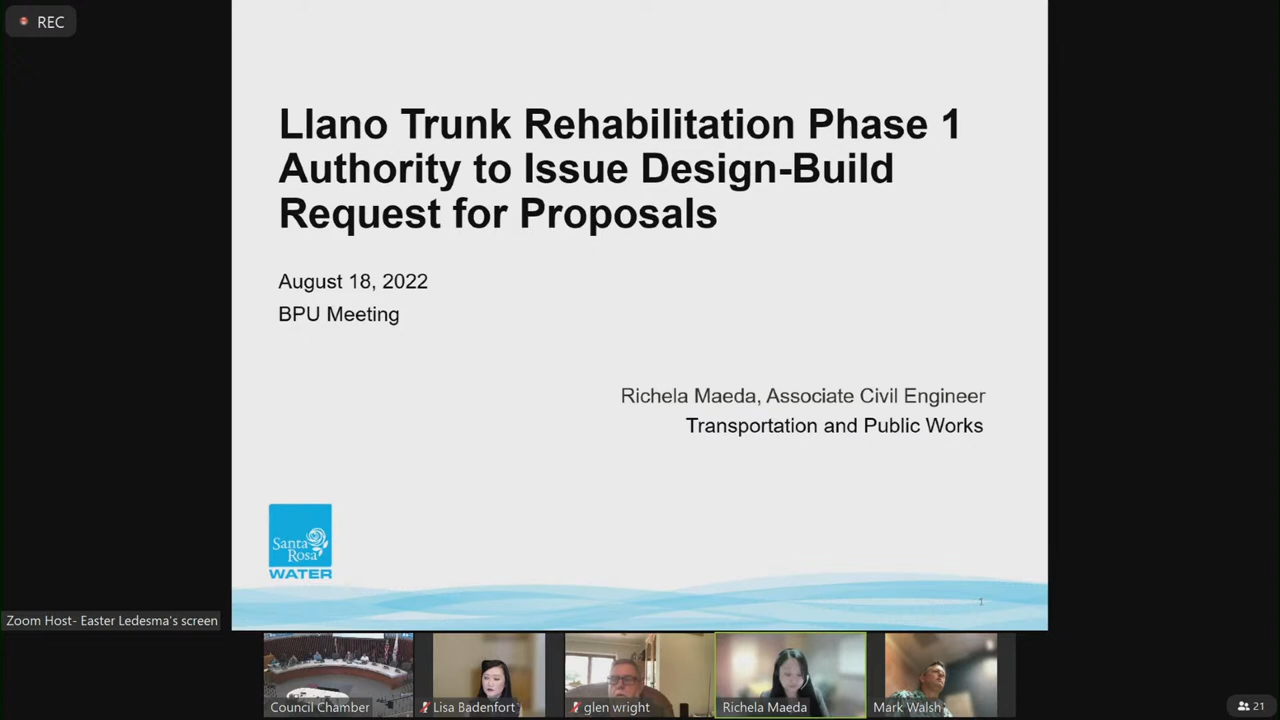 REC
Llano Trunk Rehabilitation Phase 1
Authority to Issue Design-Build
Request for Proposals
August 18, 2022
BPU Meeting
Richela Maeda, Associate Civil Engineer
Transportation and Public Works
Santa
Rosa
WATER
1
Zoom Host- Easter Ledesma's screen
Council Chamber
Lisa Badenfort
glen wright
Richela Maeda
Mark Walsh
21